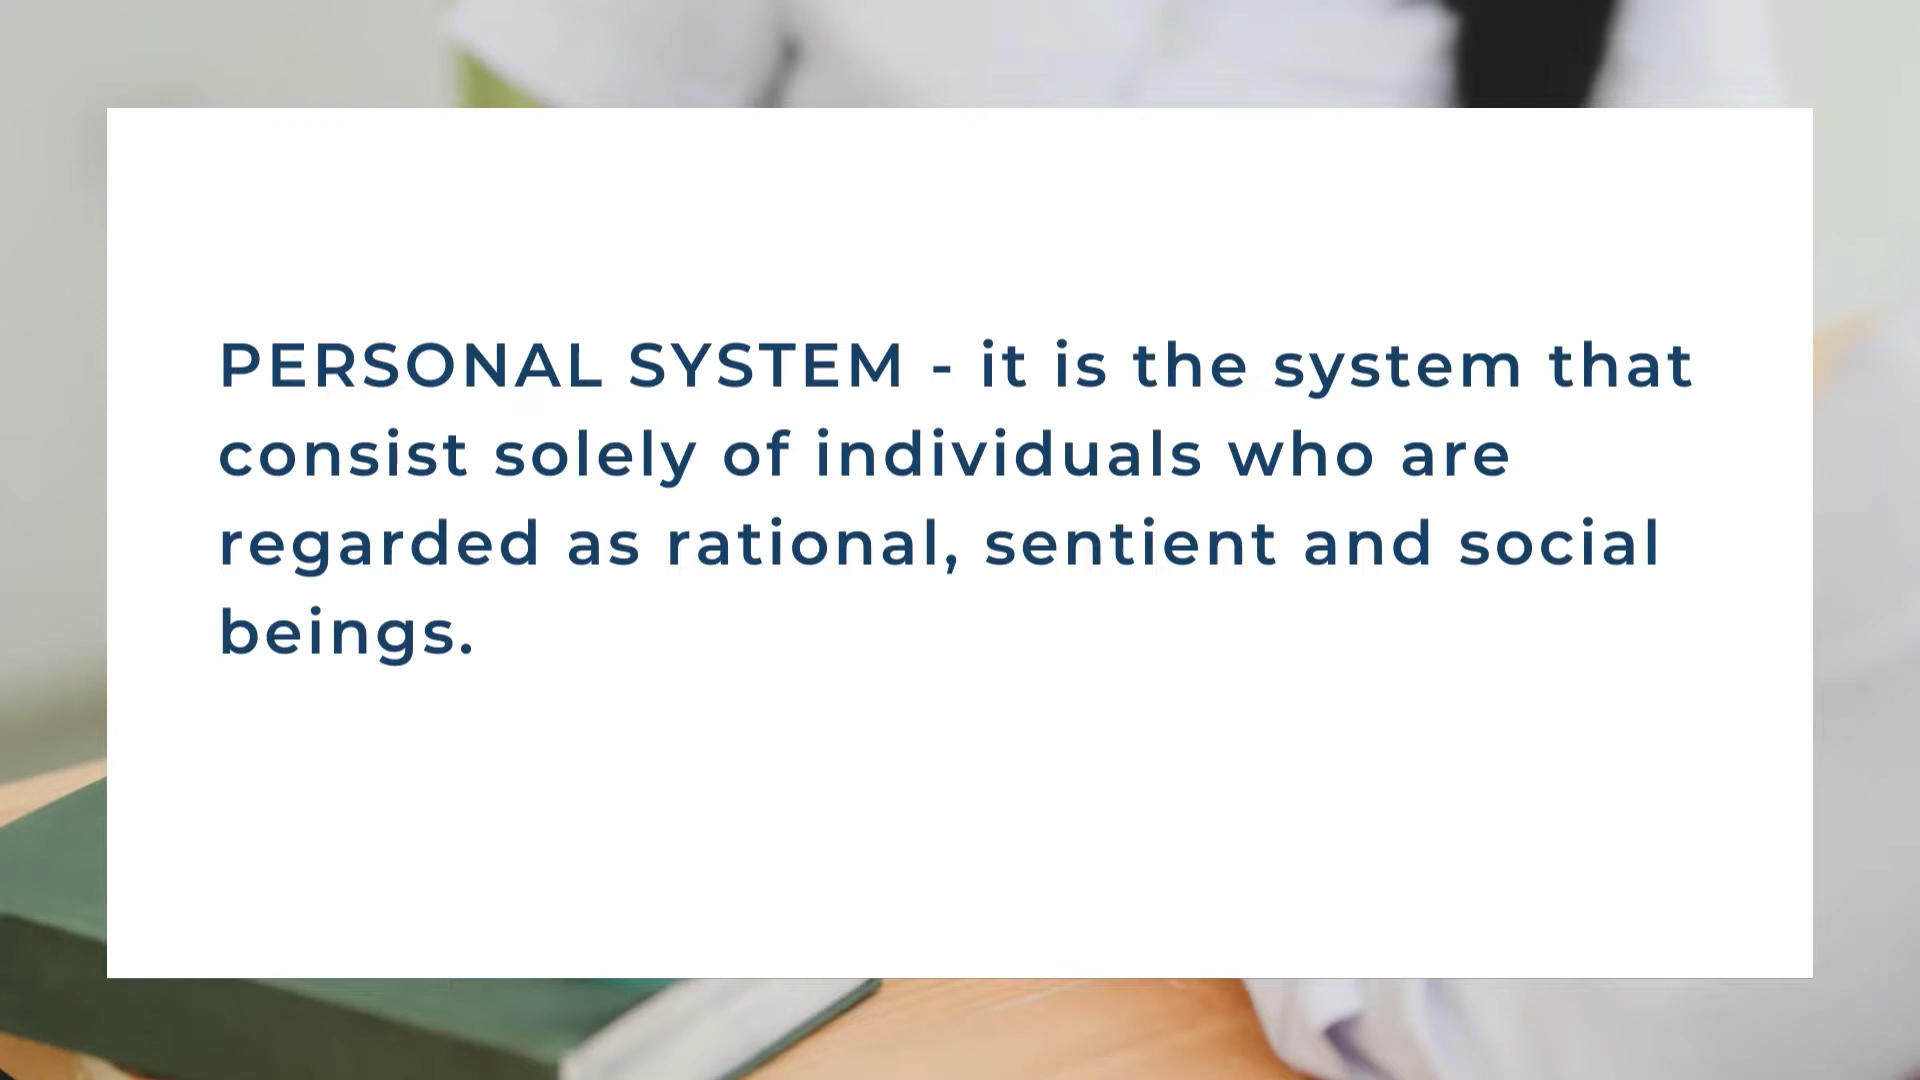 PERSONAL SYSTEM - it is the system that
consist solely of individuals who are
regarded as rational, sentient and social
beings.